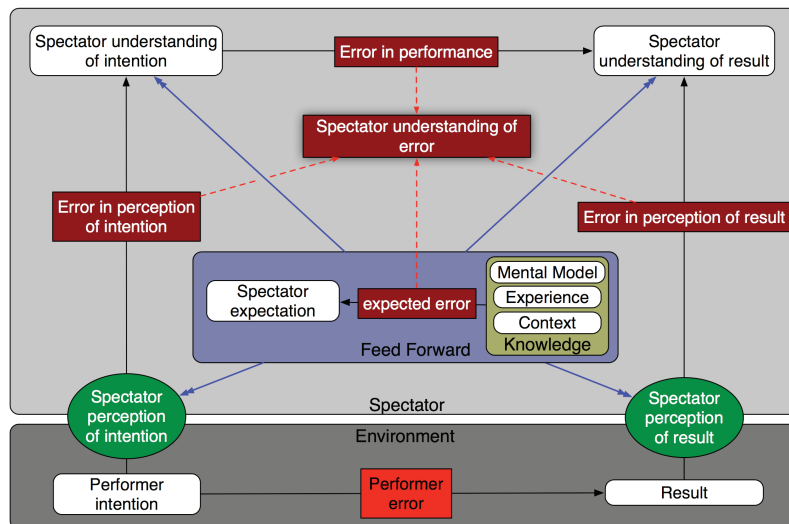 Spectator understanding
of intention
Error in performance
Spectator
understanding of result
Spectator understanding of
error
Error in perception
of intention
Error in perception of result
Spectator
expectation
expected error
Mental Model
Experience
Context
Knowledge
Feed Forward
Spectator
perception
of intention
Spectator
Spectator
perception
of result
Environment
Performer
intention
Performer
error
Result